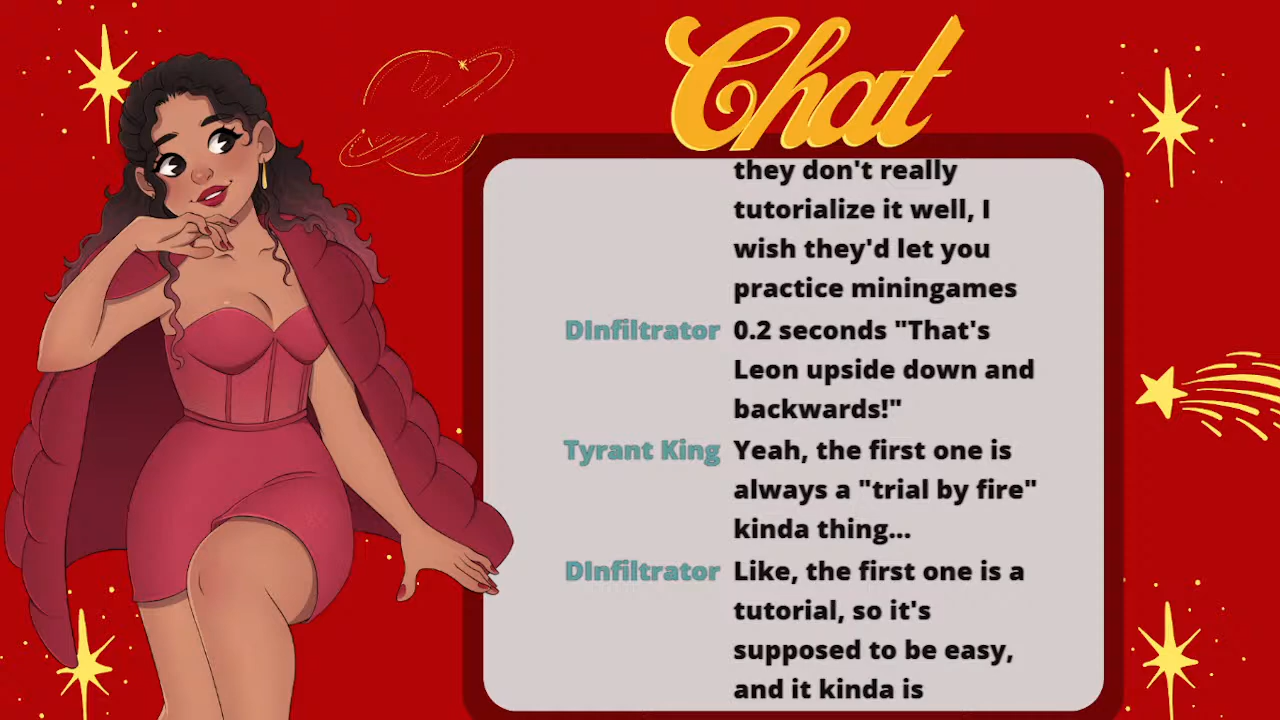 Chat
they don't really
tutorialize it well, I
wish they'd let you
practice miningames
DInfiltrator 0.2 seconds "That's
Leon upside down and
backwards!"
Tyrant King Yeah, the first one is
always a "trial by fire"
kinda thing...
DInfiltrator Like, the first one is a
tutorial, so it's
supposed to be easy,
and it kinda is